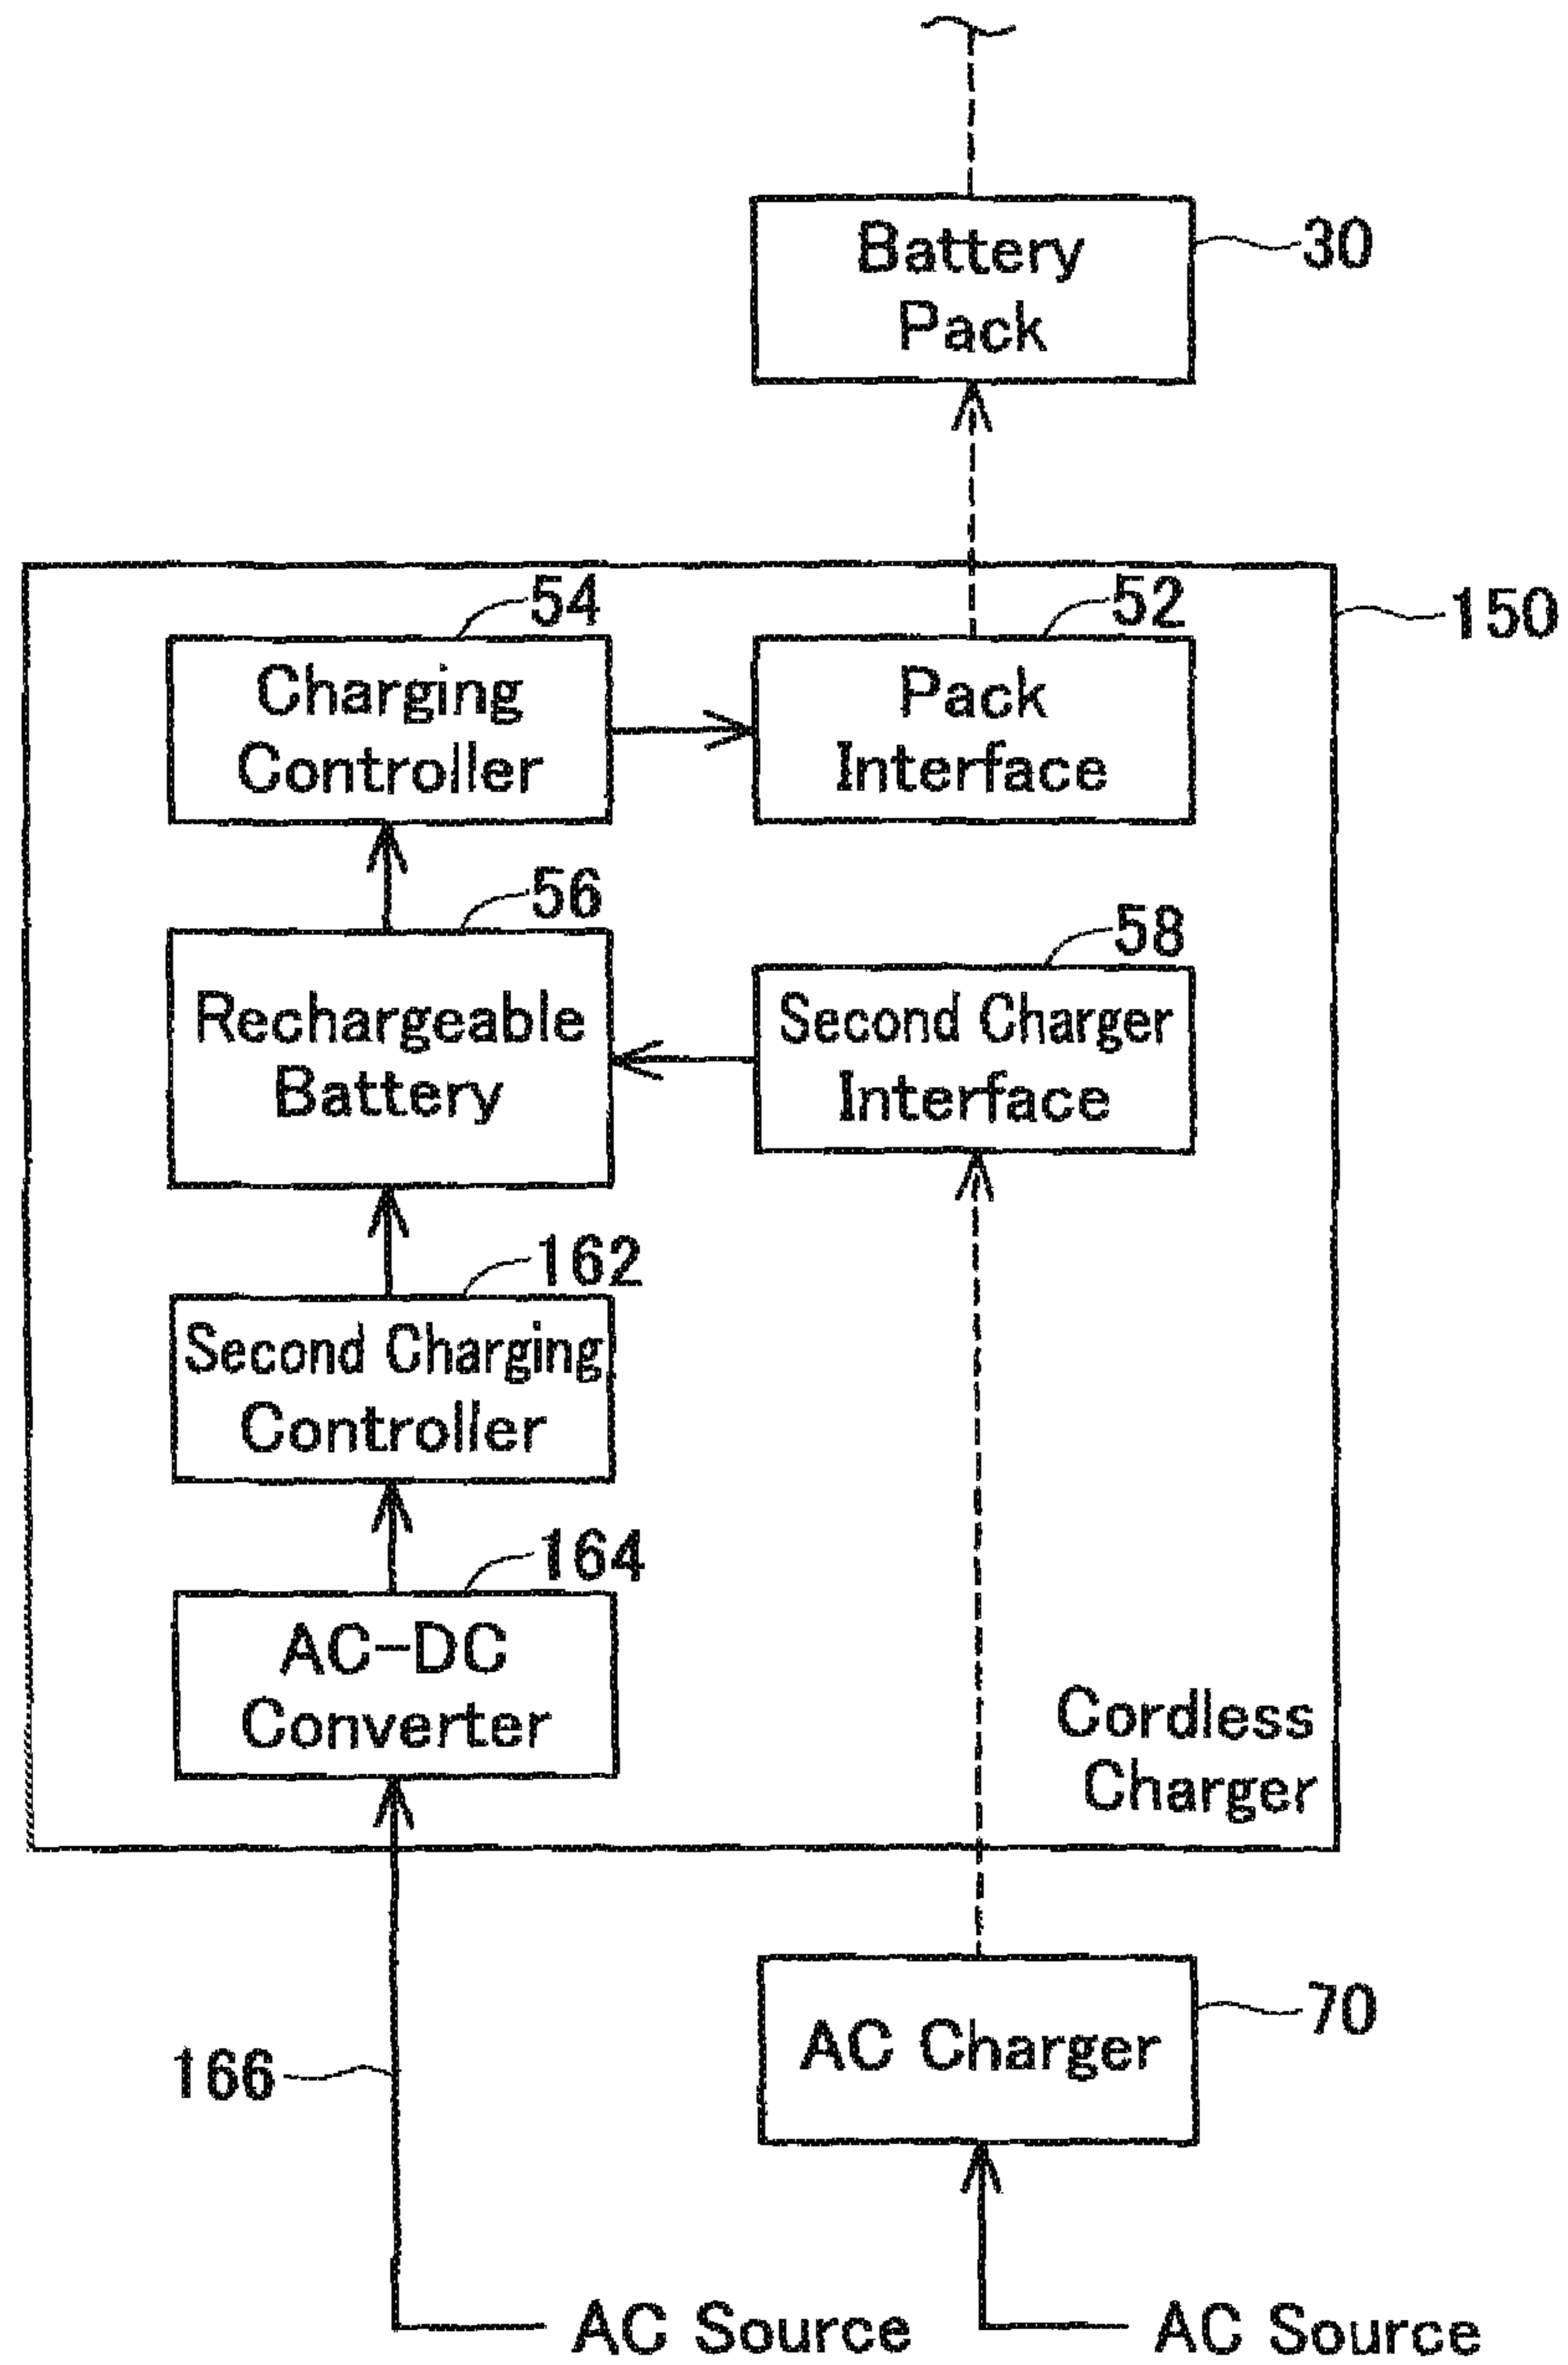 Battery
Pack
30
54
52
150
Charging
Controller
Pack
Interface
56
58
Rechargeable
Battery
Second Charger
Interface
162
Second Charging
Controller
164
AC-DC
Converter
Cordless
Charger
AC Charger
70
166
AC Source
AC Source